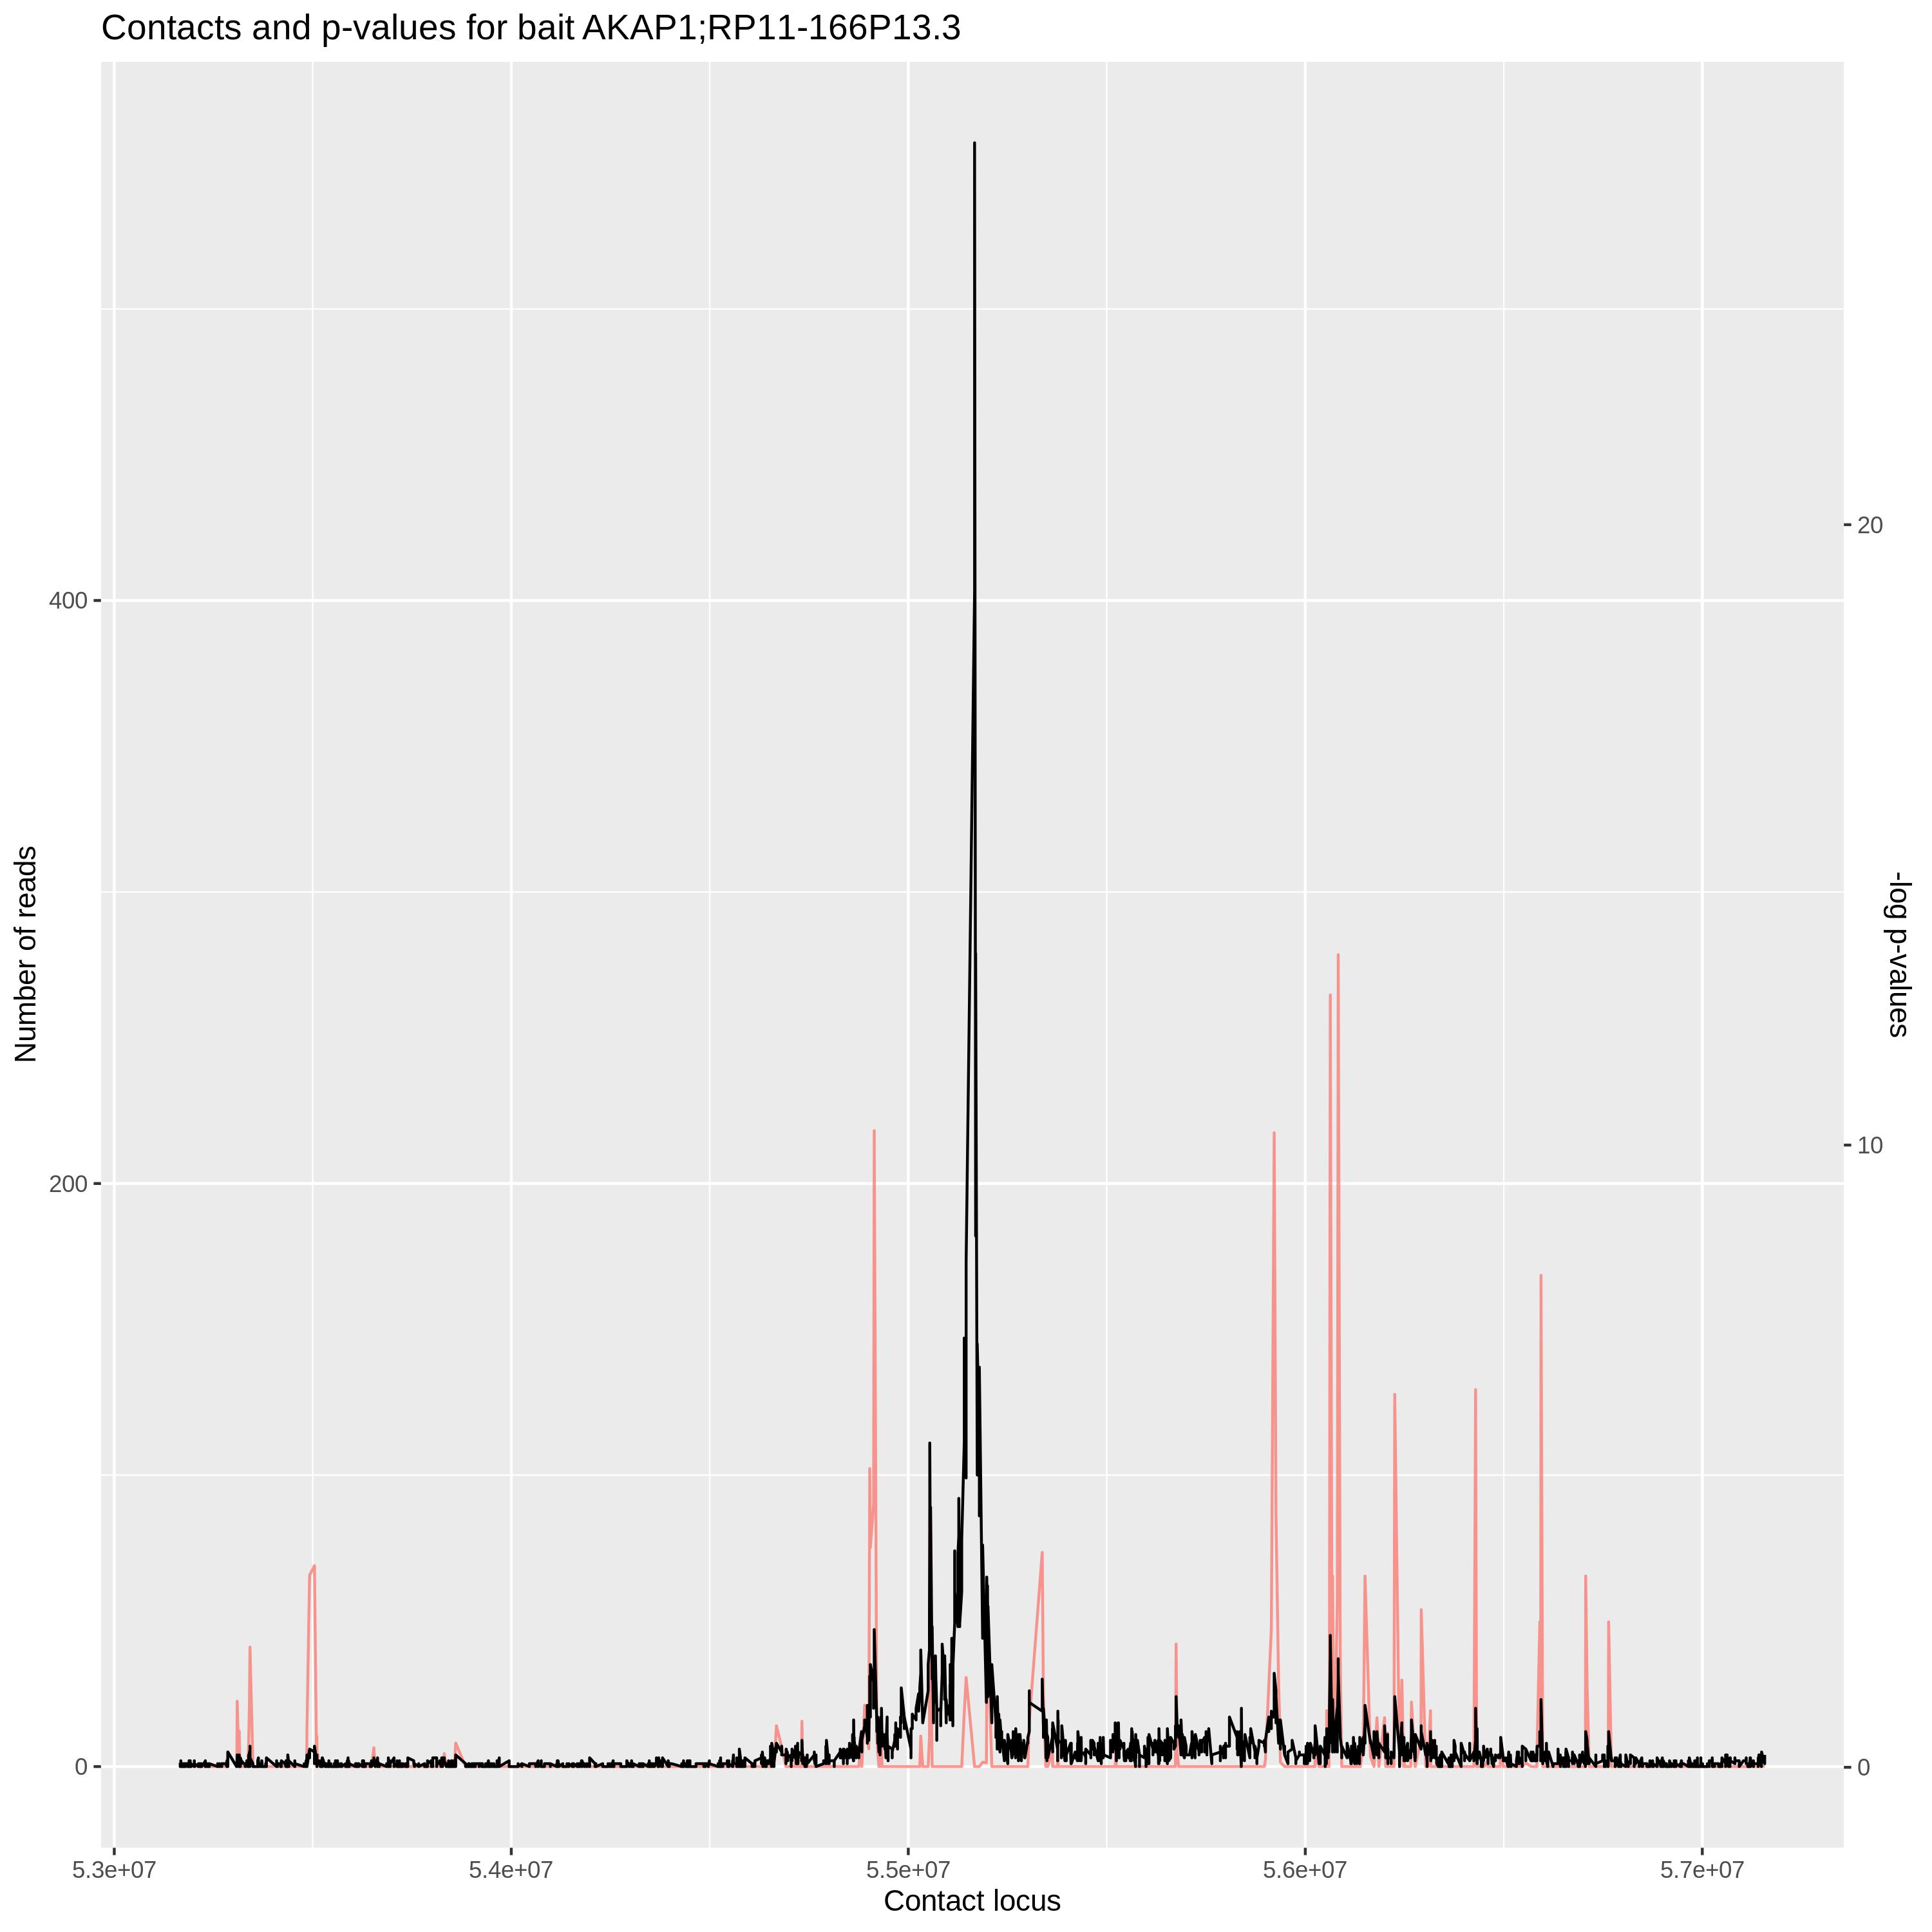 Contacts and p-values for bait AKAP1;RP11-166P13.3
Number of reads
400
200
0
20
10
0
-log p-values
5.3e+07 5.4e+07 5.5e+07 5.6e+07 5.7e+07
Contact locus